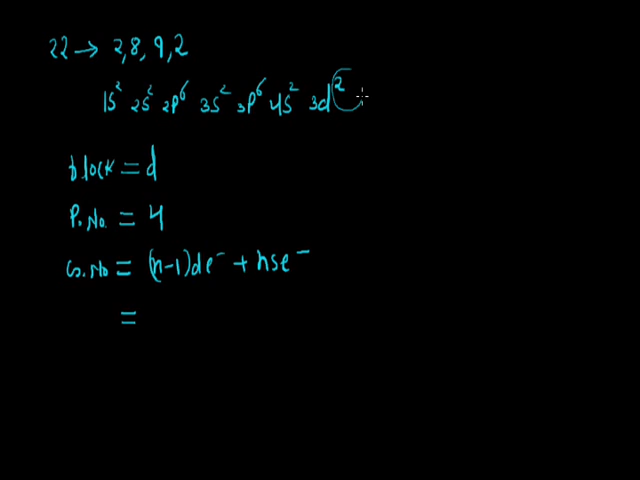 22 → 2,8,9,2
1S² 2S² 2P⁶ 3S² 3P⁶ 4S² 3d²
block = d
P.No. = 4
G.No = (n-1)de⁻ + nse⁻
=